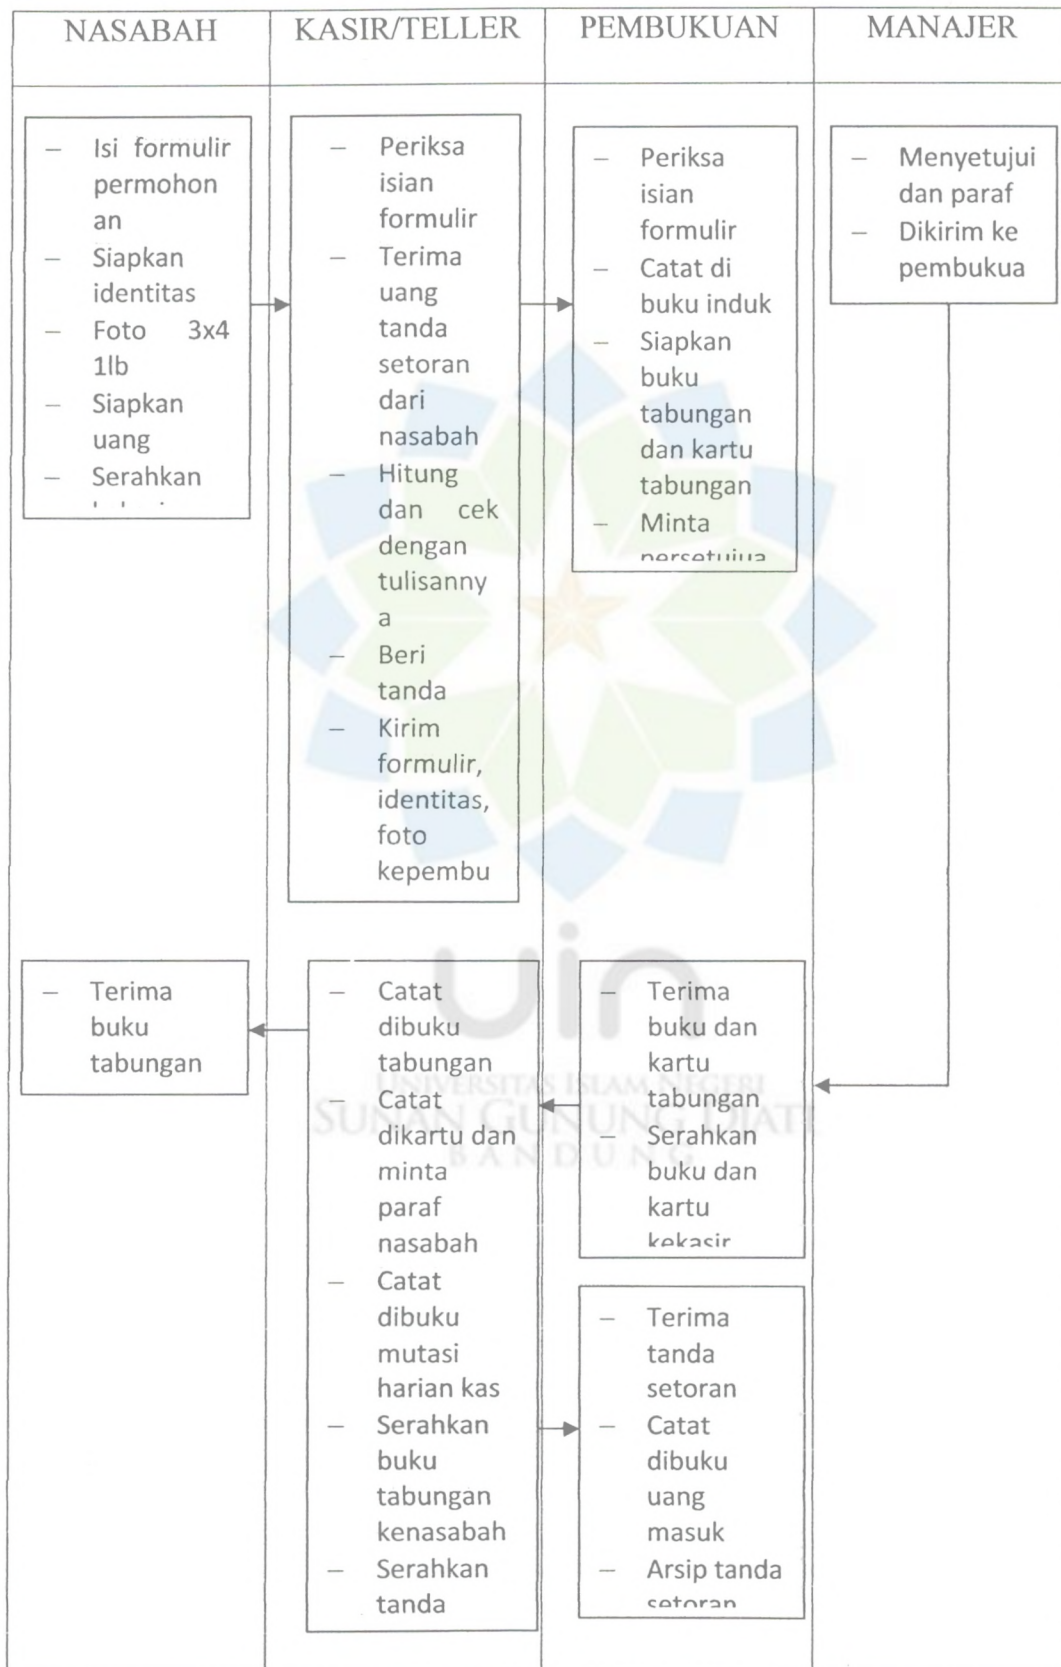 NASABAH
KASIR/TELLER
PEMBUKUAN
MANAJER
– Isi formulir
permohon
an
– Siapkan
identitas
– Foto 3x4
1lb
– Siapkan
uang
– Serahkan
– Periksa
isian
formulir
– Terima
uang
tanda
setoran
dari
nasabah
– Hitung
dan cek
dengan
tulisanny
a
– Beri
tanda
– Kirim
formulir,
identitas,
foto
kepembu
– Periksa
isian
formulir
– Catat di
buku induk
– Siapkan
buku
tabungan
dan kartu
tabungan
– Minta
persetujua
– Menyetujui
dan paraf
– Dikirim ke
pembukua
– Terima
buku
tabungan
– Catat
dibuku
tabungan
– Catat
dikartu dan
minta
paraf
nasabah
– Catat
dibuku
mutasi
harian kas
– Serahkan
buku
tabungan
kenasabah
– Serahkan
tanda
– Terima
buku dan
kartu
tabungan
– Serahkan
buku dan
kartu
kekasir
– Terima
tanda
setoran
– Catat
dibuku
uang
masuk
– Arsip tanda
setoran
uin
UNIVERSITAS ISLAM NEGERI
SUNAN GUNUNG DJATI
BANDUNG